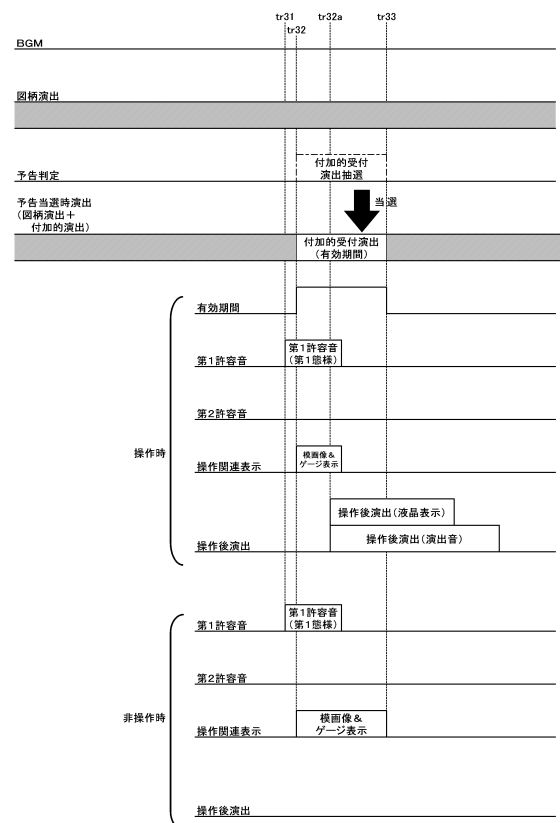 tr31 tr32a tr33
tr32
BGM
図柄演出
付加的受付
演出抽選
予告判定
当選
予告当選時演出
(図柄演出+
付加的演出)
付加的受付演出
(有効期間)
操作時
有効期間
第1許容音
(第1態様)
第1許容音
第2許容音
模画像&
ゲージ表示
操作関連表示
操作後演出(液晶表示)
操作後演出(演出音)
操作後演出
非操作時
第1許容音
(第1態様)
第1許容音
第2許容音
模画像&
ゲージ表示
操作関連表示
操作後演出